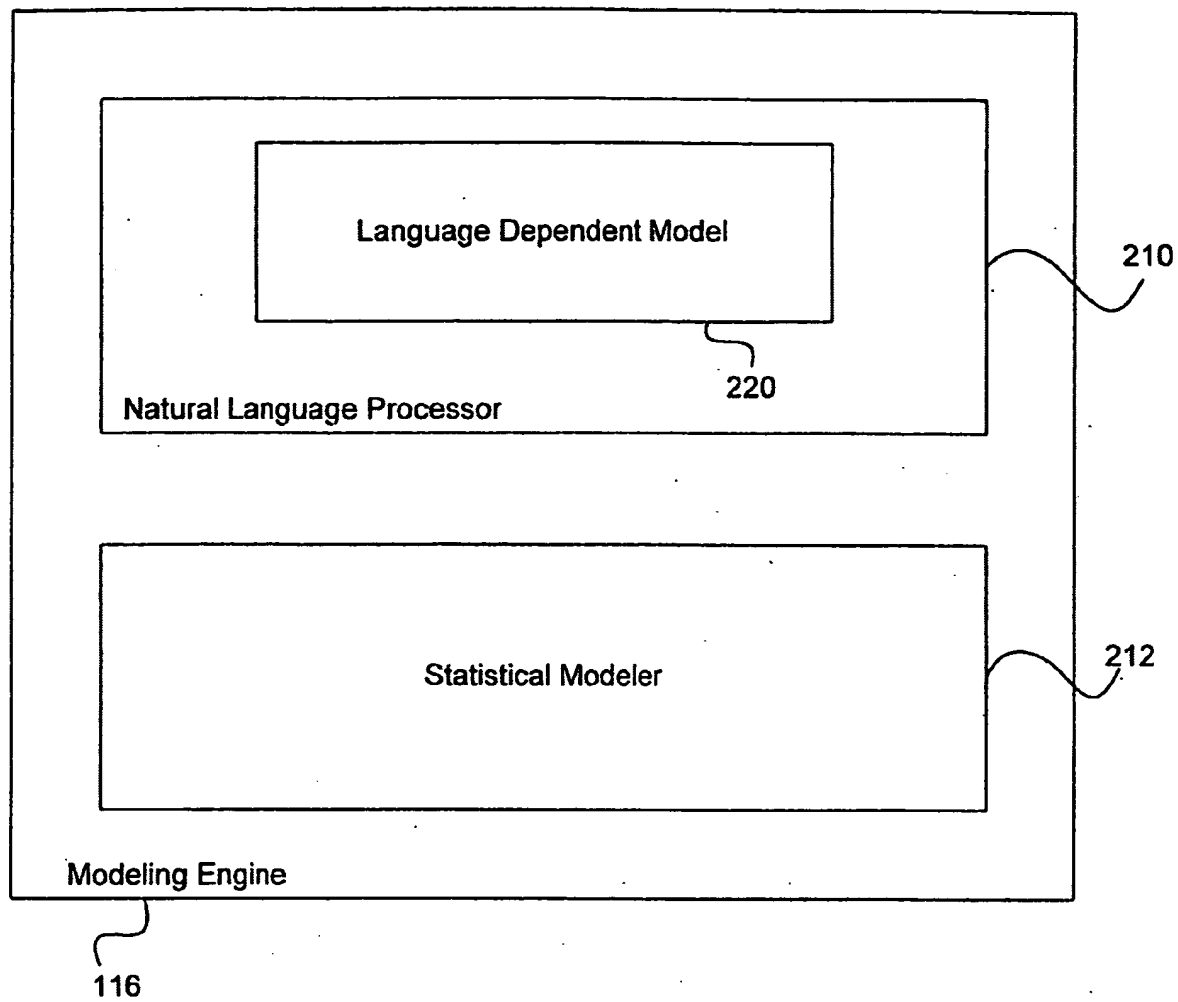 Language Dependent Model
210
220
Natural Language Processor
Statistical Modeler
212
Modeling Engine
116